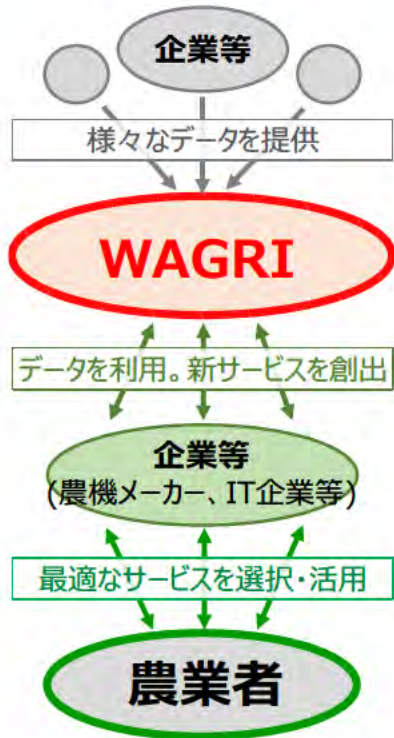 企業等
様々なデータを提供
WAGRI
データを利用。新サービスを創出
企業等
(農機メーカー、IT企業等)
最適なサービスを選択・活用
農業者